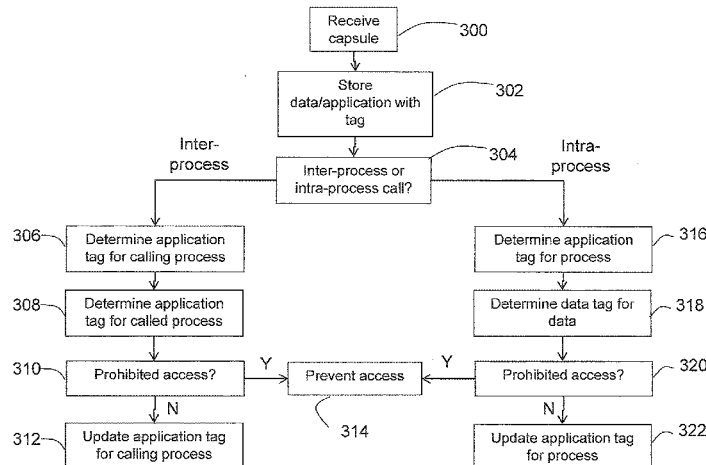 Receive
capsule
300
Store
data/application with
tag
302
Inter-
process
Intra-
process
304
Inter-process or
intra-process call?
306
Determine application
tag for calling process
316
Determine application
tag for process
308
Determine application
tag for called process
318
Determine data tag for
data
310
Prohibited access?
Y
Prevent access
Y
Prohibited access?
320
N
314
N
312
Update application tag
for calling process
Update application tag
for process
322